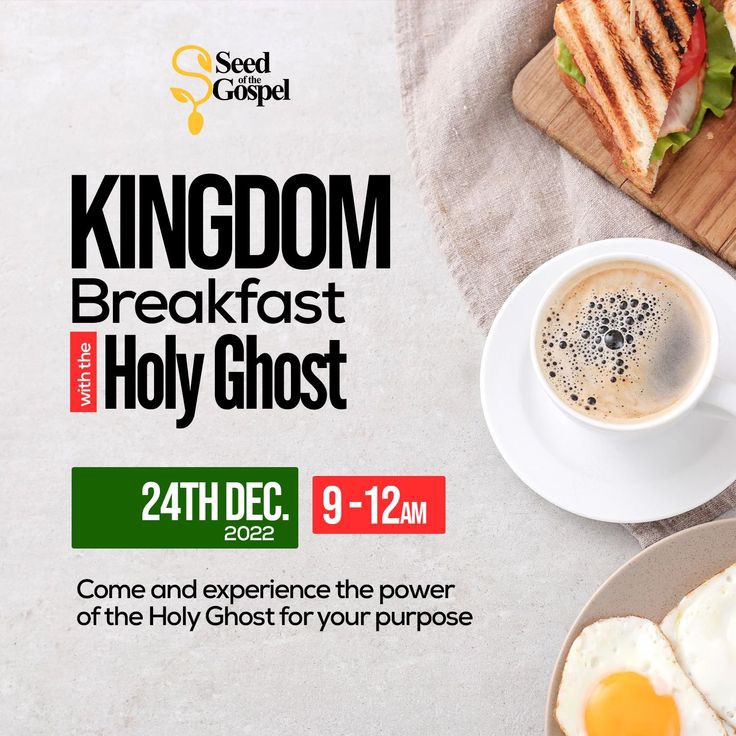 Seed
of the
Gospel
KINGDOM
Breakfast
with the
Holy Ghost
24TH DEC.
2022
9 - 12AM
Come and experience the power
of the Holy Ghost for your purpose